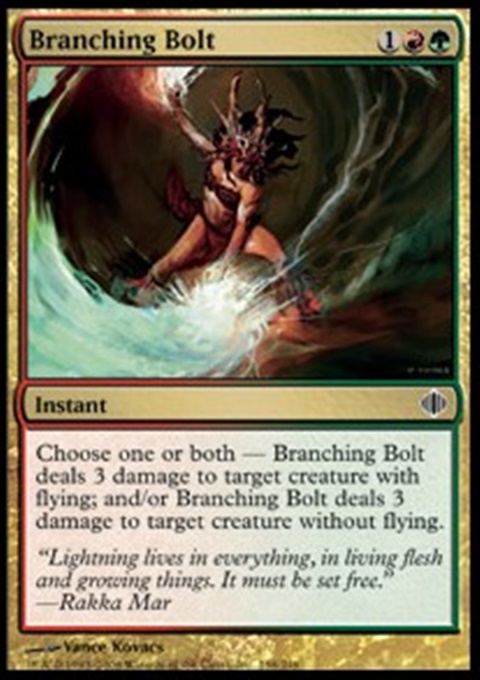 Branching Bolt 1
Instant
Choose one or both — Branching Bolt
deals 3 damage to target creature with
flying; and/or Branching Bolt deals 3
damage to target creature without flying.
“Lightning lives in everything, in living flesh
and growing things. It must be set free.”
—Rakka Mar
Vance Kovacs